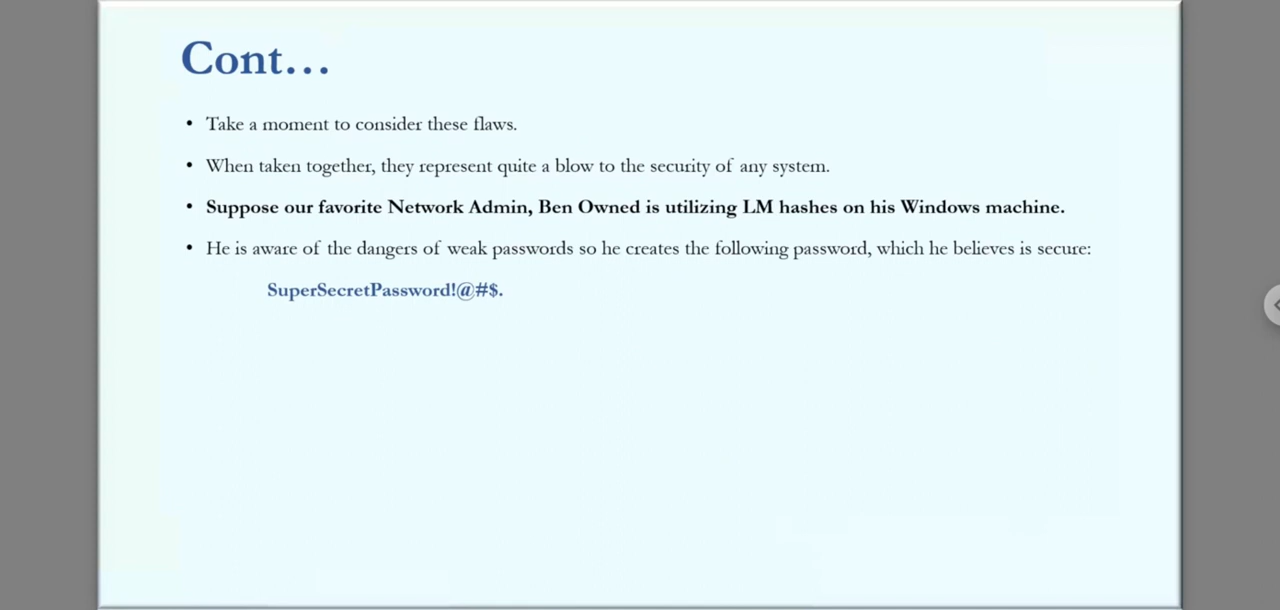 Cont…
• Take a moment to consider these flaws.
• When taken together, they represent quite a blow to the security of any system.
• Suppose our favorite Network Admin, Ben Owned is utilizing LM hashes on his Windows machine.
• He is aware of the dangers of weak passwords so he creates the following password, which he believes is secure:
SuperSecretPassword!@#$.